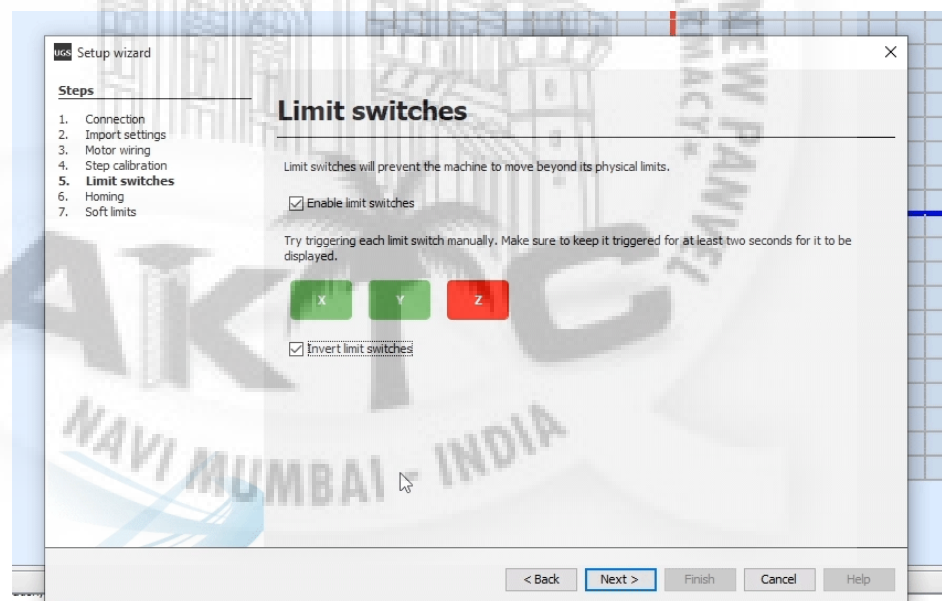 UGS Setup wizard
Steps
1. Connection
2. Import settings
3. Motor wiring
4. Step calibration
5. Limit switches
6. Homing
7. Soft limits
Limit switches
Limit switches will prevent the machine to move beyond its physical limits.
Enable limit switches
Try triggering each limit switch manually. Make sure to keep it triggered for at least two seconds for it to be
displayed.
X Y Z
Invert limit switches
< Back Next > Finish Cancel Help
AKTC
NAVI MUMBAI - INDIA
NEW PANVEL